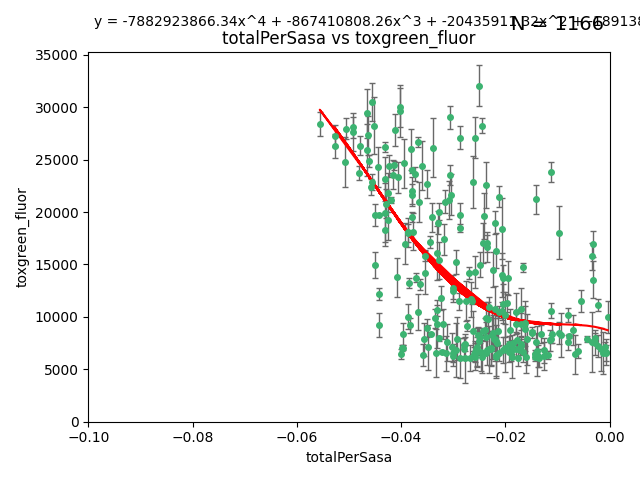 y = -7882923866.34x^4 + -867410808.26x^3 +
N = 1166
totalPerSasa vs toxgreen_fluor
35000
30000
25000
20000
15000
10000
5000
0
toxgreen_fluor
−0.10 −0.08 −0.06 −0.04 −0.02 0.00
totalPerSasa